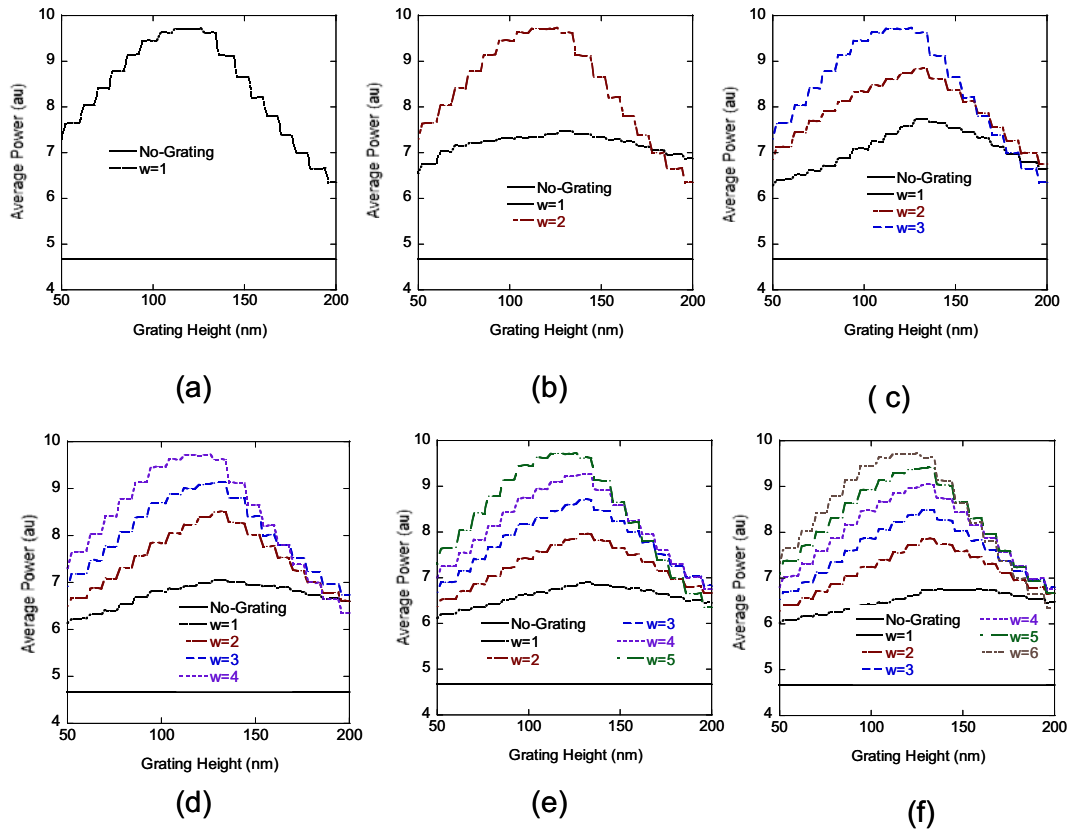 10
9
8
7
6
5
4
Average Power (au)
No-Grating
w=1
50 100 150 200
Grating Height (nm)
(a)
10
9
8
7
6
5
4
Average Power (au)
No-Grating
w=1
w=2
50 100 150 200
Grating Height (nm)
(b)
10
9
8
7
6
5
4
Average Power (au)
No-Grating
w=1
w=2
w=3
50 100 150 200
Grating Height (nm)
( c)
10
9
8
7
6
5
4
Average Power (au)
No-Grating
w=1
w=2
w=3
w=4
50 100 150 200
Grating Height (nm)
(d)
10
9
8
7
6
5
4
Average Power (au)
No-Grating
w=1
w=2
w=3
w=4
w=5
50 100 150 200
Grating Height (nm)
(e)
10
9
8
7
6
5
4
Average Power (au)
No-Grating
w=1
w=2
w=3
w=4
w=5
w=6
50 100 150 200
Grating Height (nm)
(f)